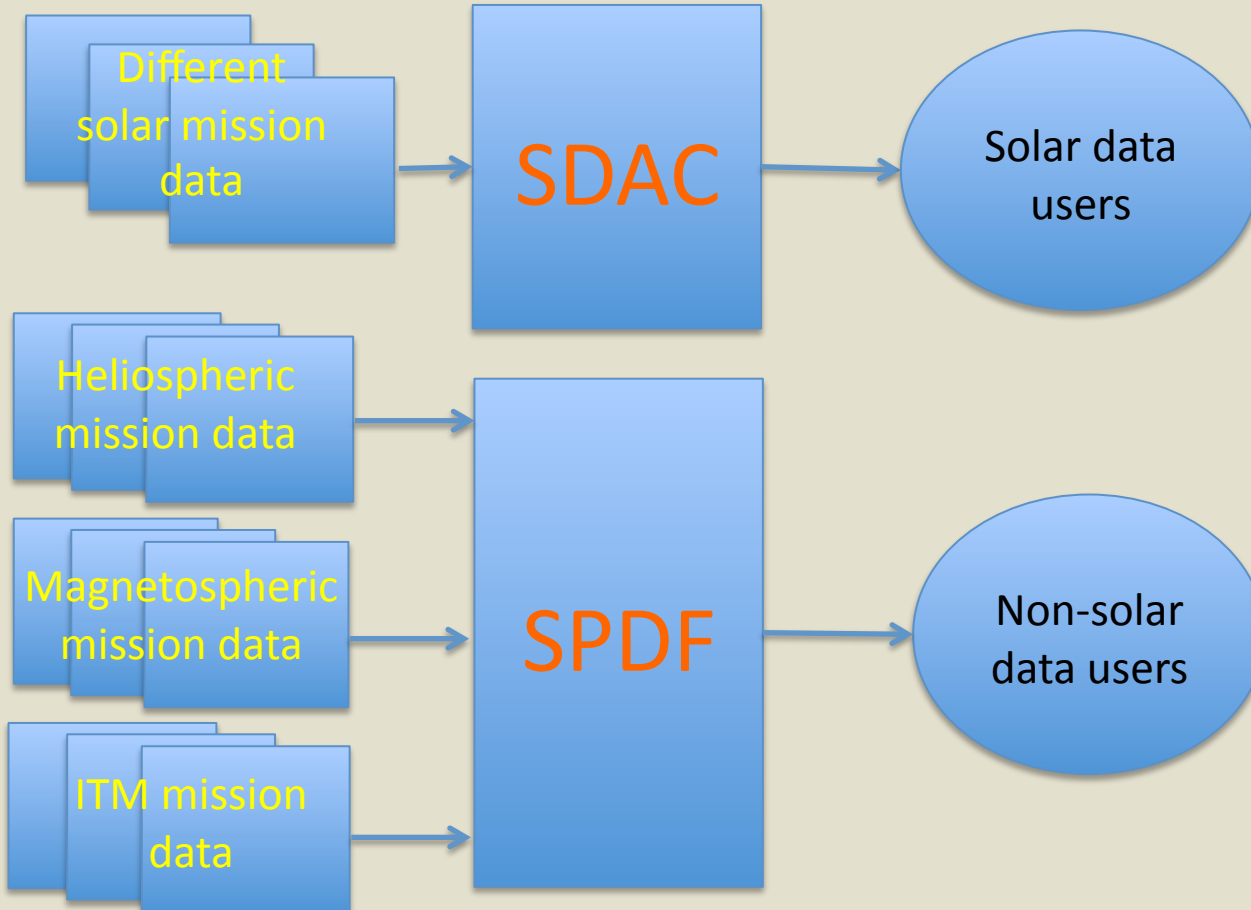 Different
solar mission
data
SDAC
Solar data
users
Heliospheric
mission data
Magnetospheric
mission data
SPDF
Non-solar
data users
ITM mission
data